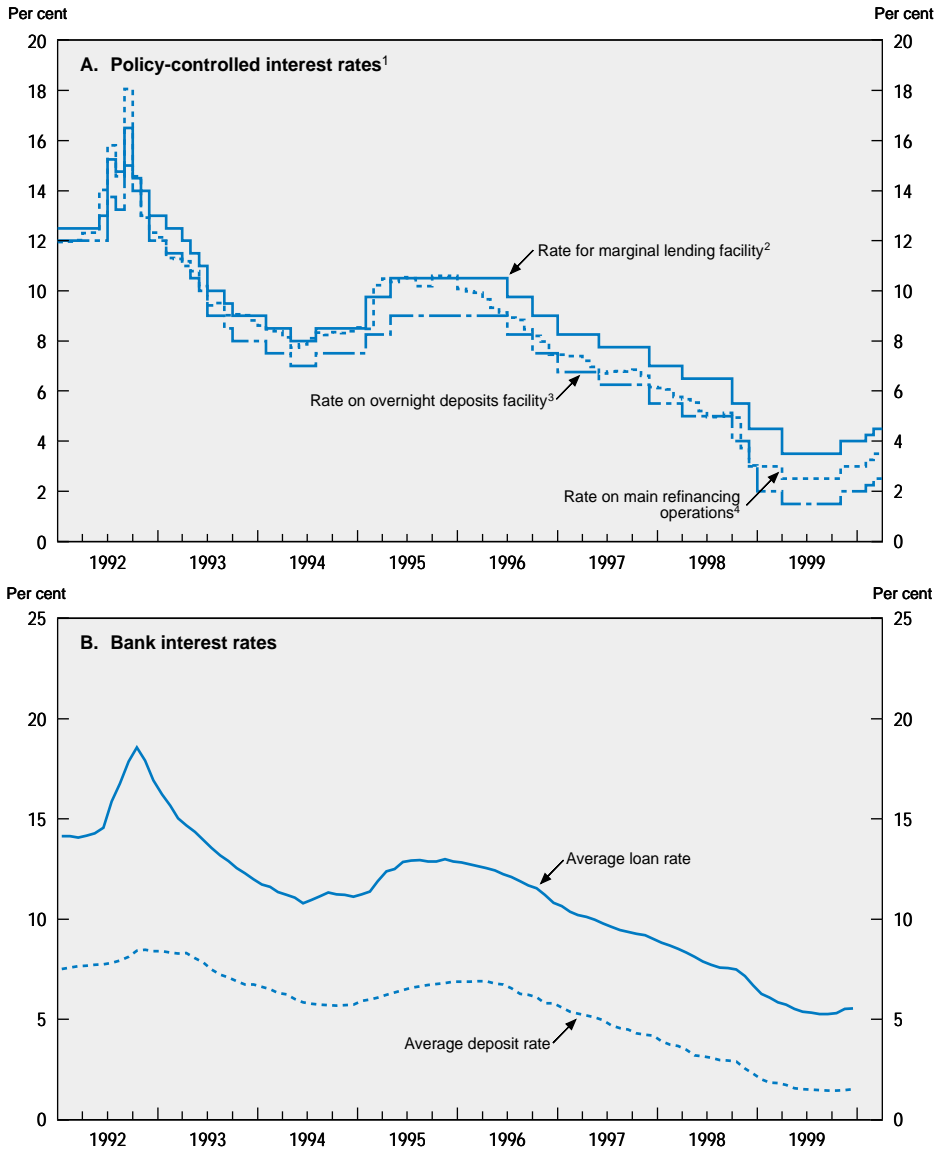 Per cent Per cent
20 20
A. Policy-controlled interest rates1
18 18
16 16
14 14
12 12
Rate for marginal lending facility2
10 10
8 8
Rate on overnight deposits facility3
6 6
4 4
Rate on main refinancing
operations4
2 2
0 0
1992 1993 1994 1995 1996 1997 1998 1999
Per cent Per cent
25 25
B. Bank interest rates
20 20
15 15
Average loan rate
10 10
5 5
Average deposit rate
0 0
1992 1993 1994 1995 1996 1997 1998 1999